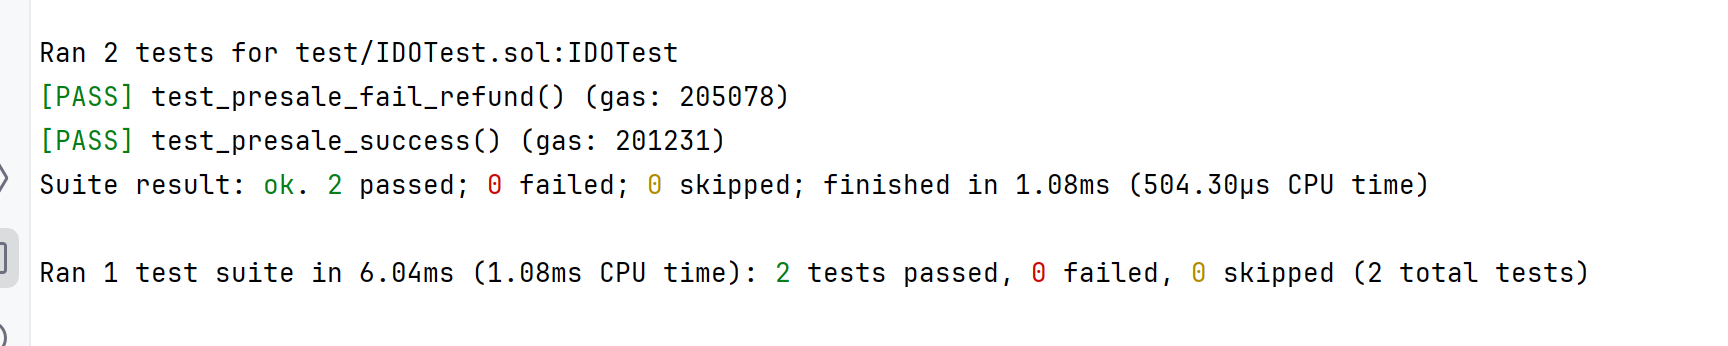 Ran 2 tests for test/IDOTest.sol:IDOTest
[PASS] test_presale_fail_refund() (gas: 205078)
[PASS] test_presale_success() (gas: 201231)
Suite result: ok. 2 passed; 0 failed; 0 skipped; finished in 1.08ms (504.30µs CPU time)
Ran 1 test suite in 6.04ms (1.08ms CPU time): 2 tests passed, 0 failed, 0 skipped (2 total tests)